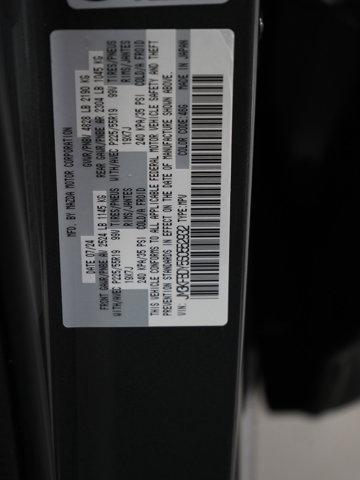 MFD. BY MAZDA MOTOR CORPORATION
DATE 07/24 GVWR/PNBV 4828 LB 2190 KG
FRONT GAWR/PNBE AV 2524 LB 1145 KG REAR GAWR/PNBE AR 2304 LB 1045 KG
WITH/AVEC P225/55R19 99V TIRES/PNEUS WITH/AVEC P225/55R19 99V TIRES/PNEUS
19X7J RIMS/JANTES 19X7J RIMS/JANTES
240 KPA/35 PSI COLD/A FROID 240 KPA/35 PSI COLD/A FROID
THIS VEHICLE CONFORMS TO ALL APPLICABLE FEDERAL MOTOR VEHICLE SAFETY AND THEFT
PREVENTION STANDARDS IN EFFECT ON THE DATE OF MANUFACTURE SHOWN ABOVE.
VIN: TYPE:MPV MADE IN JAPAN
COLOR CODE:46G